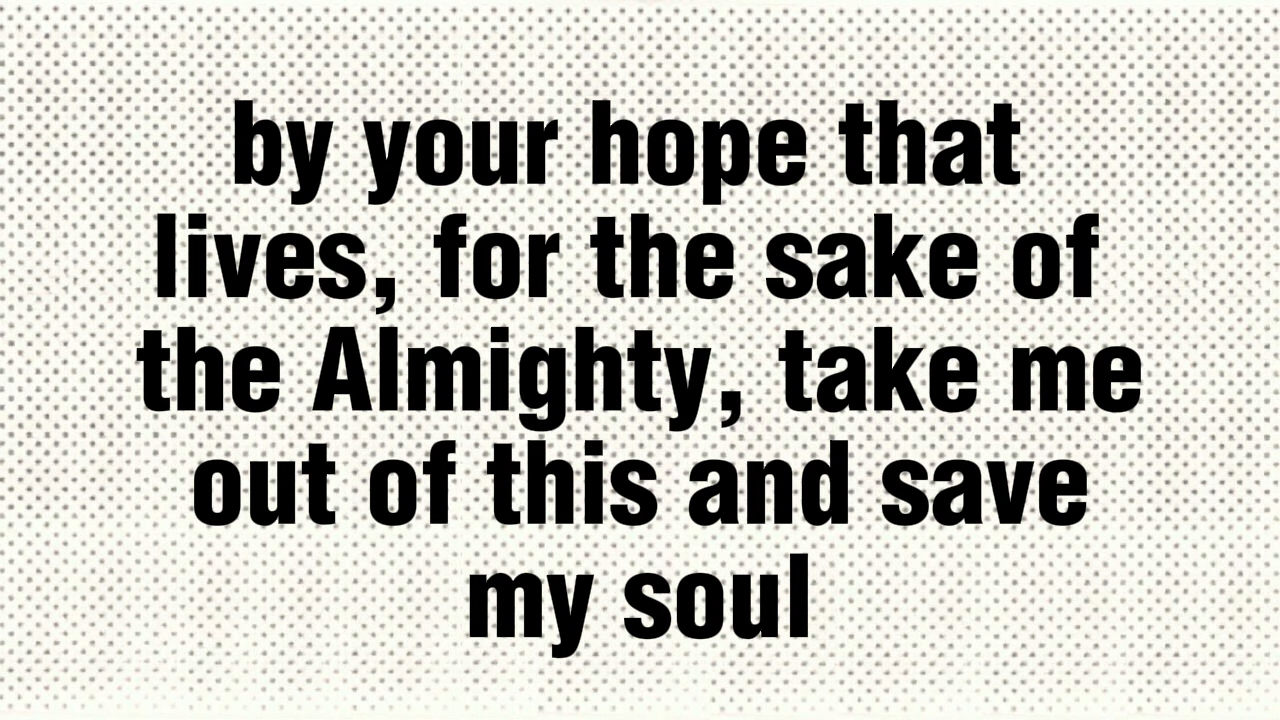 by your hope that
lives, for the sake of
the Almighty, take me
out of this and save
my soul